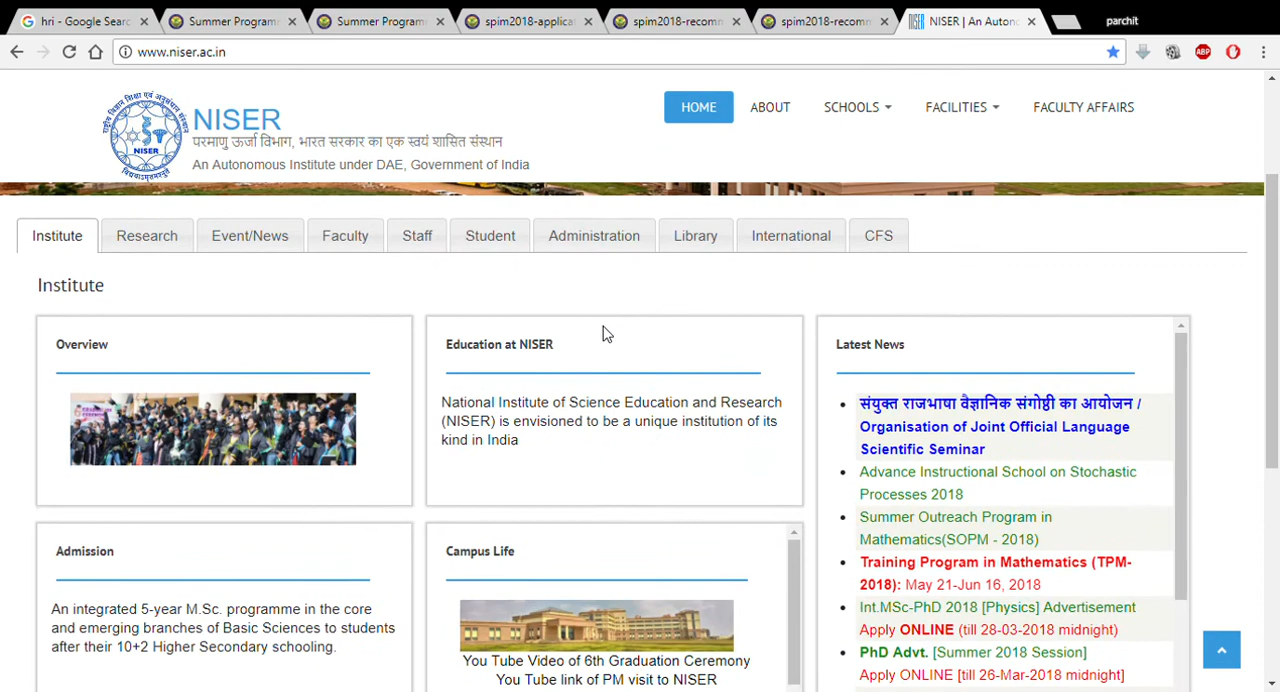 hri - Google Searc
Summer Program
Summer Program
spim2018-applicat
spim2018-recomm
spim2018-recomm
NISER | An Auton
parchit
www.niser.ac.in
ABP
NISER
परमाणु ऊर्जा विभाग, भारत सरकार का एक स्वयं शासित संस्थान
An Autonomous Institute under DAE, Government of India
HOME
ABOUT
SCHOOLS
FACILITIES
FACULTY AFFAIRS
NISER
Institute
Research
Event/News
Faculty
Staff
Student
Administration
Library
International
CFS
Institute
Overview
Education at NISER
National Institute of Science Education and Research
(NISER) is envisioned to be a unique institution of its
kind in India
Admission
An integrated 5-year M.Sc. programme in the core
and emerging branches of Basic Sciences to students
after their 10+2 Higher Secondary schooling.
Campus Life
You Tube Video of 6th Graduation Ceremony
You Tube link of PM visit to NISER
Latest News
संयुक्त राजभाषा वैज्ञानिक संगोष्ठी का आयोजन /
Organisation of Joint Official Language
Scientific Seminar
Advance Instructional School on Stochastic
Processes 2018
Summer Outreach Program in
Mathematics(SOPM - 2018)
Training Program in Mathematics (TPM-
2018): May 21-Jun 16, 2018
Int.MSc-PhD 2018 [Physics] Advertisement
Apply ONLINE (till 28-03-2018 midnight)
PhD Advt. [Summer 2018 Session]
Apply ONLINE [till 26-Mar-2018 midnight]